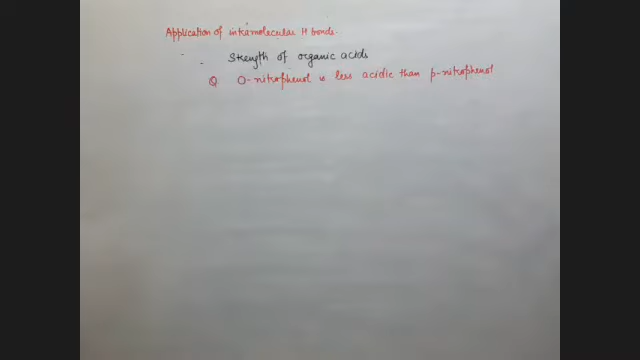 Application of intramolecular H bonds.
- Strength of organic acids
Q O-nitrophenol is less acidic than p-nitrophenol